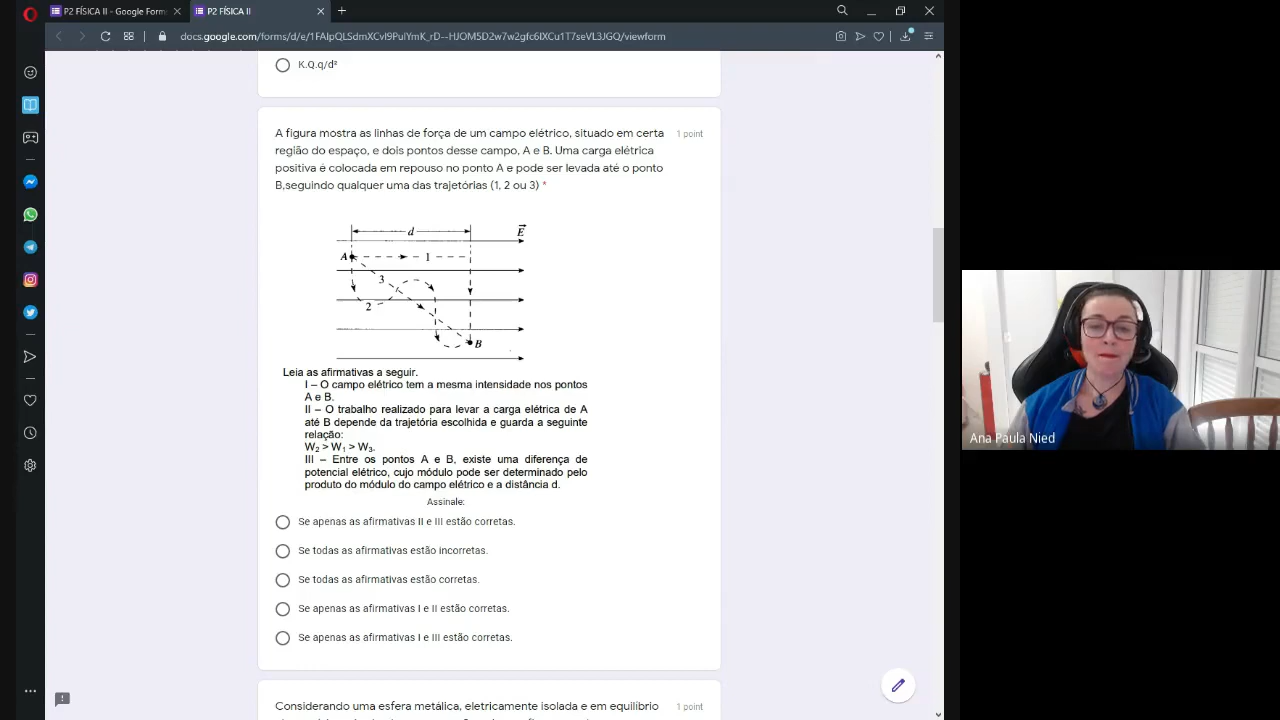 P2 FÍSICA II - Google Form
P2 FÍSICA II
docs.google.com/forms/d/e/1FAIpQLSdmXCvI9PulYmK_rD--HJOM5D2w7w2gfc6IXCu1T7seVL3JGQ/viewform
K.Q.q/d²
A figura mostra as linhas de força de um campo elétrico, situado em certa
região do espaço, e dois pontos desse campo, A e B. Uma carga elétrica
positiva é colocada em repouso no ponto A e pode ser levada até o ponto
B,seguindo qualquer uma das trajetórias (1, 2 ou 3) *
1 point
d
E
A
1
3
2
B
Leia as afirmativas a seguir.
I – O campo elétrico tem a mesma intensidade nos pontos
A e B.
II – O trabalho realizado para levar a carga elétrica de A
até B depende da trajetória escolhida e guarda a seguinte
relação:
W₂ > W₁ > W₃.
III – Entre os pontos A e B, existe uma diferença de
potencial elétrico, cujo módulo pode ser determinado pelo
produto do módulo do campo elétrico e a distância d.
Assinale:
Se apenas as afirmativas II e III estão corretas.
Se todas as afirmativas estão incorretas.
Se todas as afirmativas estão corretas.
Se apenas as afirmativas I e II estão corretas.
Se apenas as afirmativas I e III estão corretas.
Considerando uma esfera metálica, eletricamente isolada e em equilíbrio
1 point
Ana Paula Nied